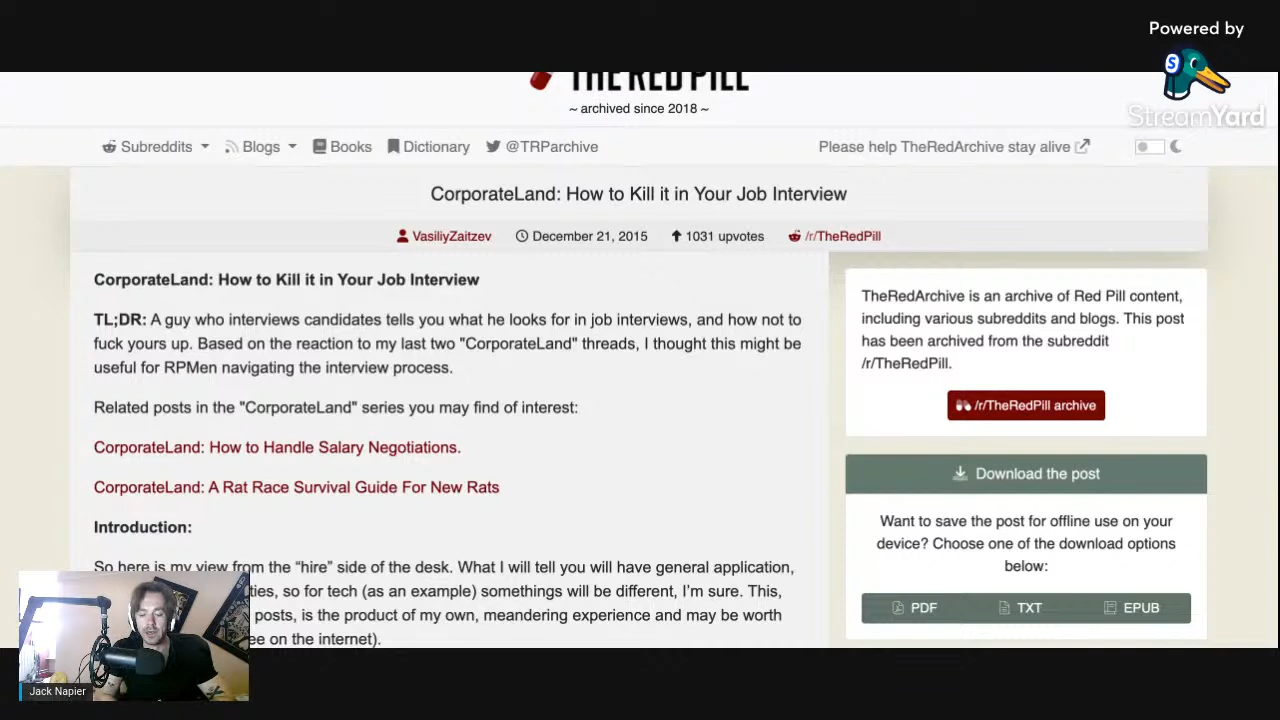 Powered by
StreamYard
THE RED PILL
~ archived since 2018 ~
Subreddits Blogs Books Dictionary @TRParchive Please help TheRedArchive stay alive
CorporateLand: How to Kill it in Your Job Interview
VasiliyZaitzev December 21, 2015 1031 upvotes /r/TheRedPill
CorporateLand: How to Kill it in Your Job Interview
TL;DR: A guy who interviews candidates tells you what he looks for in job interviews, and how not to
fuck yours up. Based on the reaction to my last two "CorporateLand" threads, I thought this might be
useful for RPMen navigating the interview process.
Related posts in the "CorporateLand" series you may find of interest:
CorporateLand: How to Handle Salary Negotiations.
CorporateLand: A Rat Race Survival Guide For New Rats
Introduction:
So here is my view from the “hire” side of the desk. What I will tell you will have general application,
ties, so for tech (as an example) somethings will be different, I’m sure. This,
posts, is the product of my own, meandering experience and may be worth
ee on the internet).
TheRedArchive is an archive of Red Pill content,
including various subreddits and blogs. This post
has been archived from the subreddit
/r/TheRedPill.
/r/TheRedPill archive
Download the post
Want to save the post for offline use on your
device? Choose one of the download options
below:
PDF TXT EPUB
Jack Napier